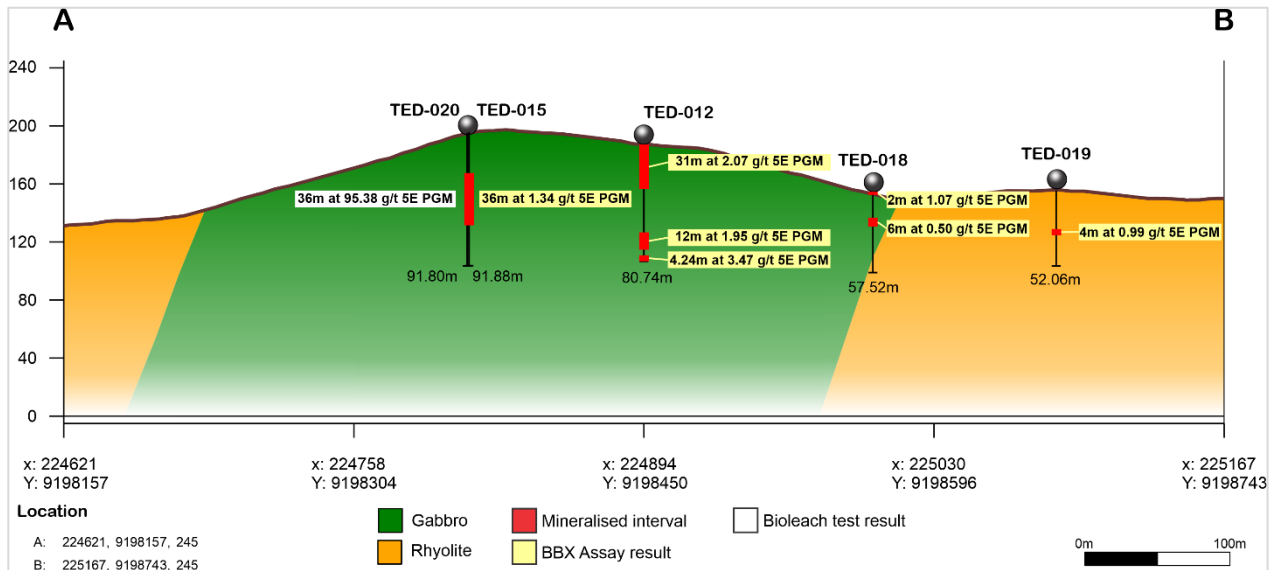 A B
240
200
160
120
80
40
0
TED-020 TED-015
TED-012
TED-018
TED-019
36m at 95.38 g/t 5E PGM
36m at 1.34 g/t 5E PGM
31m at 2.07 g/t 5E PGM
12m at 1.95 g/t 5E PGM
4.24m at 3.47 g/t 5E PGM
2m at 1.07 g/t 5E PGM
6m at 0.50 g/t 5E PGM
4m at 0.99 g/t 5E PGM
91.80m 91.88m
80.74m
57.52m
52.06m
x: 224621
Y: 9198157
x: 224758
Y: 9198304
x: 224894
Y: 9198450
x: 225030
Y: 9198596
x: 225167
Y: 9198743
Location
A: 224621, 9198157, 245
B: 225167, 9198743, 245
Gabbro
Rhyolite
Mineralised interval
BBX Assay result
Bioleach test result
0m 100m